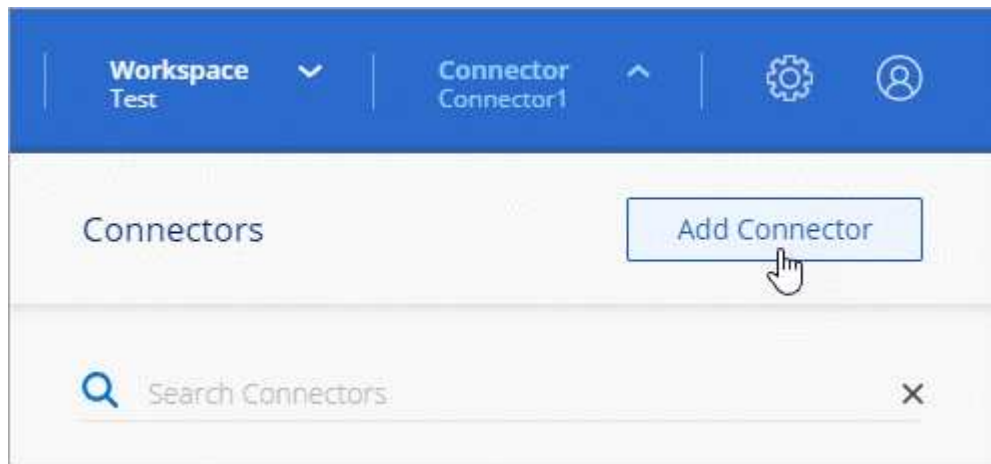 Workspace
Test
Connector
Connector1
Connectors
Add Connector
Search Connectors